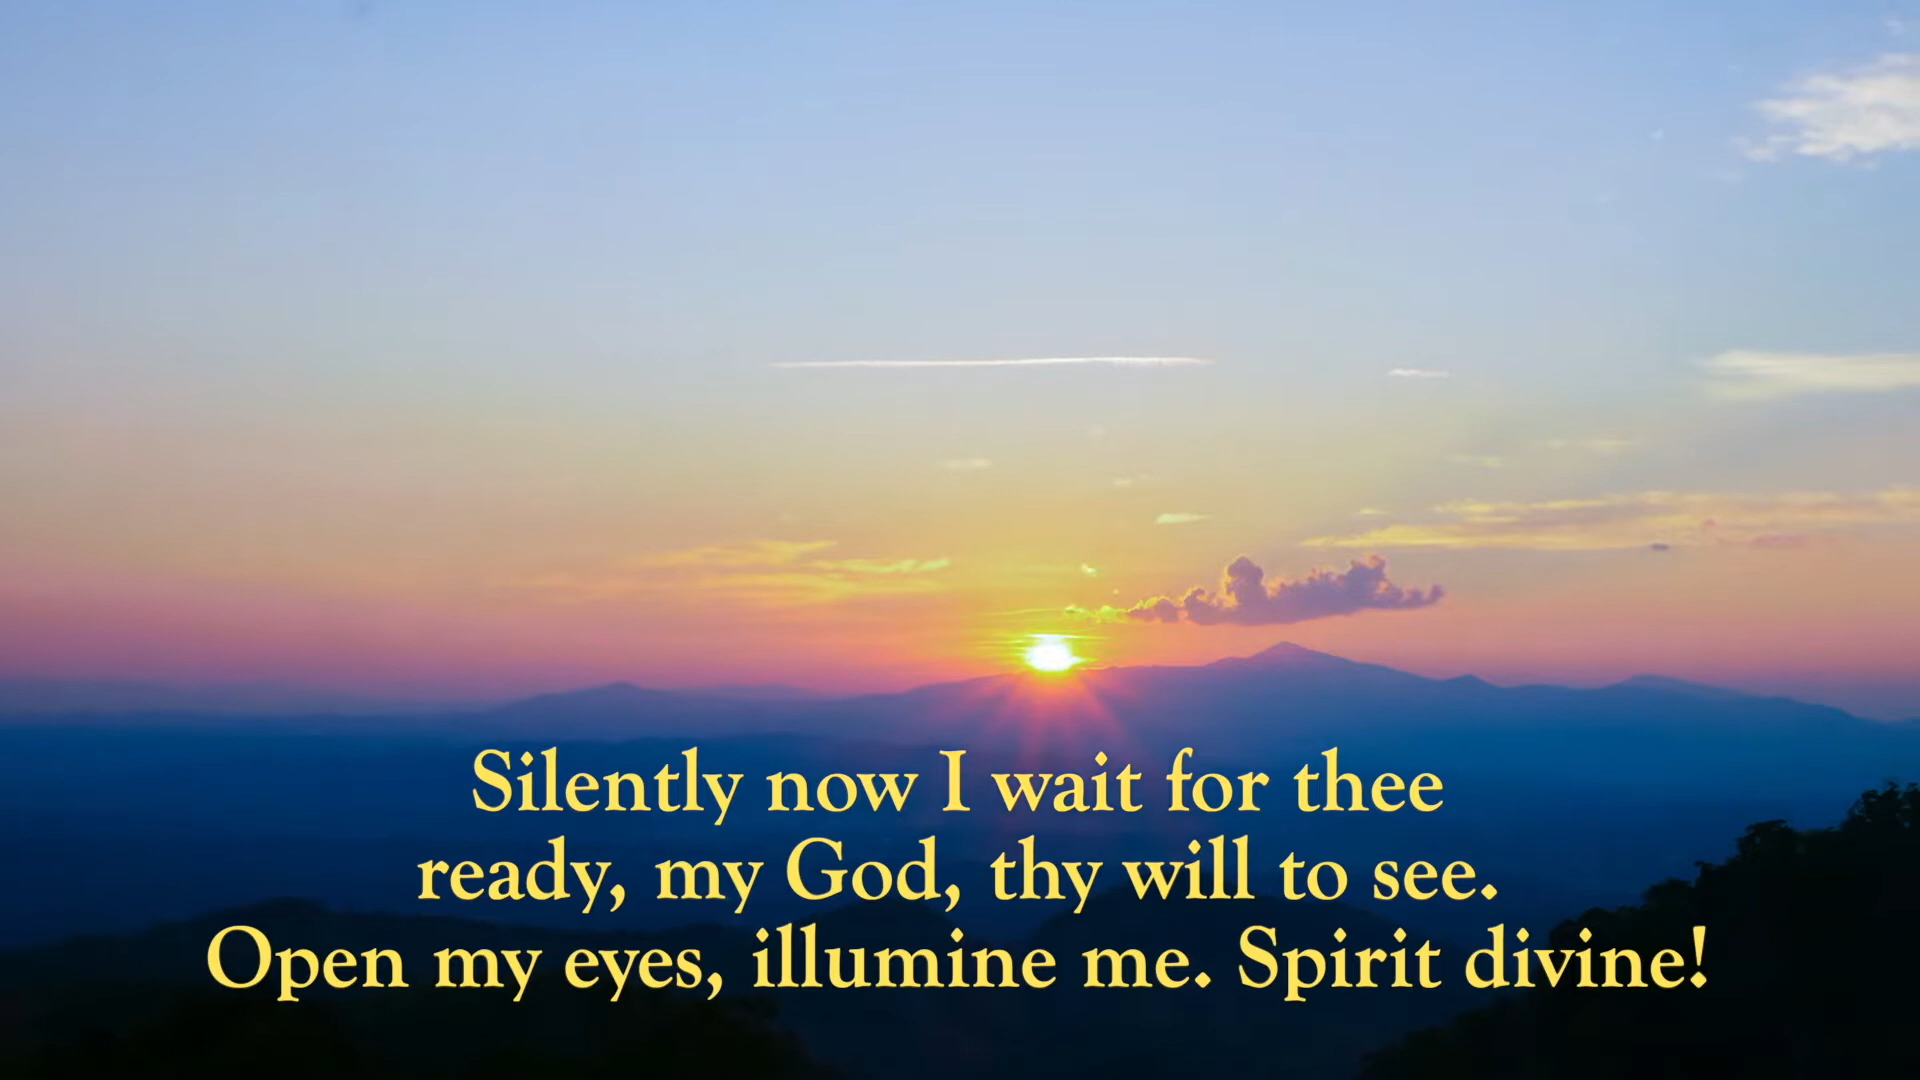 Silently now I wait for thee
ready, my God, thy will to see.
Open my eyes, illumine me. Spirit divine!